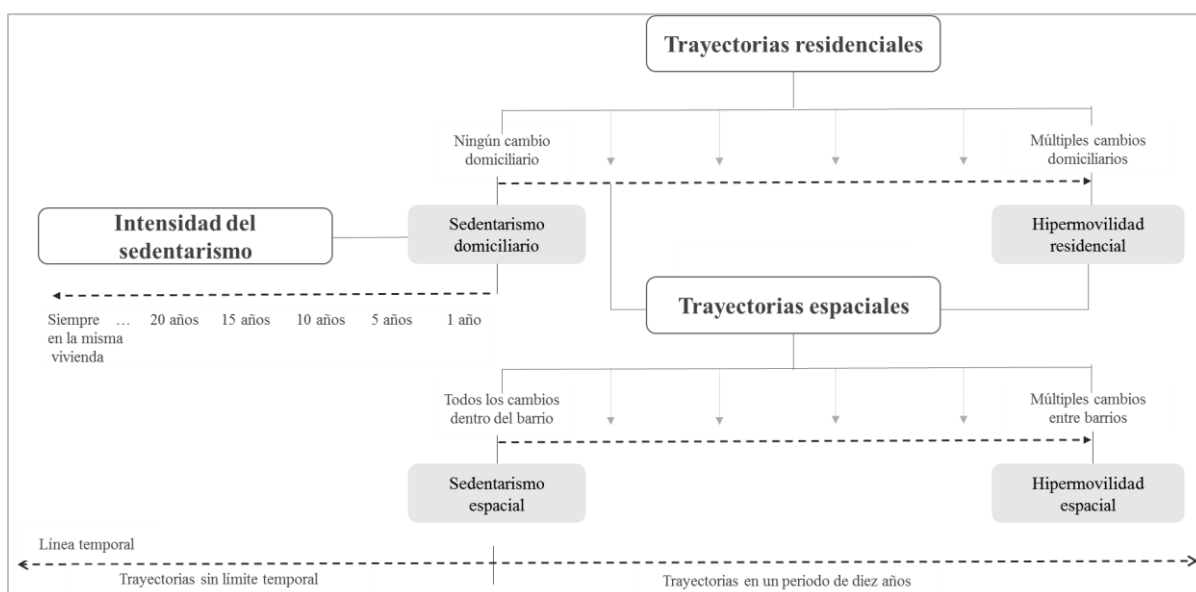 Trayectorias residenciales
Ningún cambio
domiciliario
Múltiples cambios
domiciliarios
Intensidad del
sedentarismo
Sedentarismo
domiciliario
Hipermovilidad
residencial
Trayectorias espaciales
Siempre … 20 años 15 años 10 años 5 años 1 año
en la misma
vivienda
Todos los cambios
dentro del barrio
Múltiples cambios
entre barrios
Sedentarismo
espacial
Hipermovilidad
espacial
Línea temporal
Trayectorias sin límite temporal
Trayectorias en un periodo de diez años